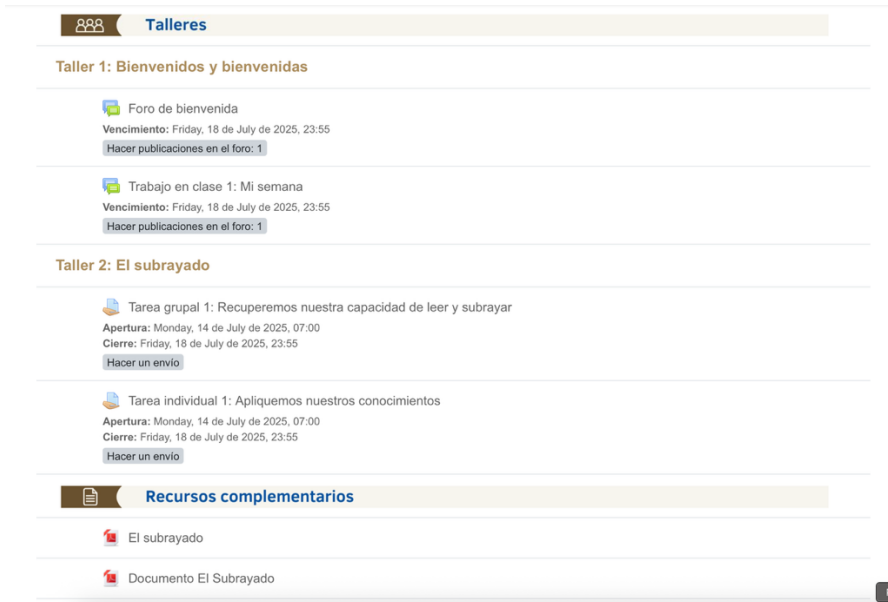 Talleres
Taller 1: Bienvenidos y bienvenidas
Foro de bienvenida
Vencimiento: Friday, 18 de July de 2025, 23:55
Hacer publicaciones en el foro: 1
Trabajo en clase 1: Mi semana
Vencimiento: Friday, 18 de July de 2025, 23:55
Hacer publicaciones en el foro: 1
Taller 2: El subrayado
Tarea grupal 1: Recuperemos nuestra capacidad de leer y subrayar
Apertura: Monday, 14 de July de 2025, 07:00
Cierre: Friday, 18 de July de 2025, 23:55
Hacer un envío
Tarea individual 1: Apliquemos nuestros conocimientos
Apertura: Monday, 14 de July de 2025, 07:00
Cierre: Friday, 18 de July de 2025, 23:55
Hacer un envío
Recursos complementarios
El subrayado
Documento El Subrayado